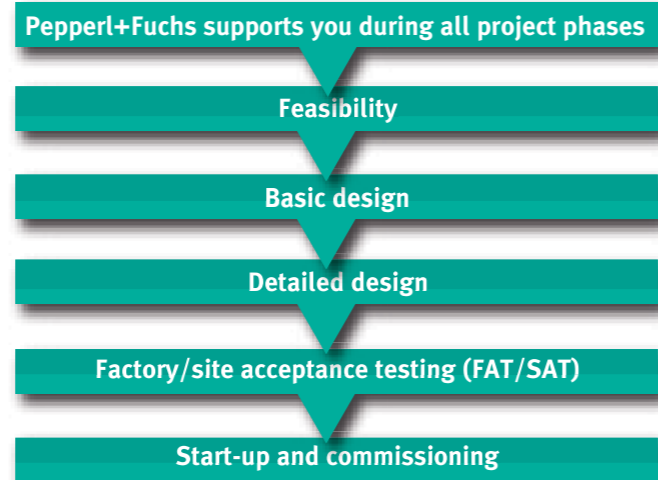 Pepperl+Fuchs supports you during all project phases
Feasibility
Basic design
Detailed design
Factory/site acceptance testing (FAT/SAT)
Start-up and commissioning